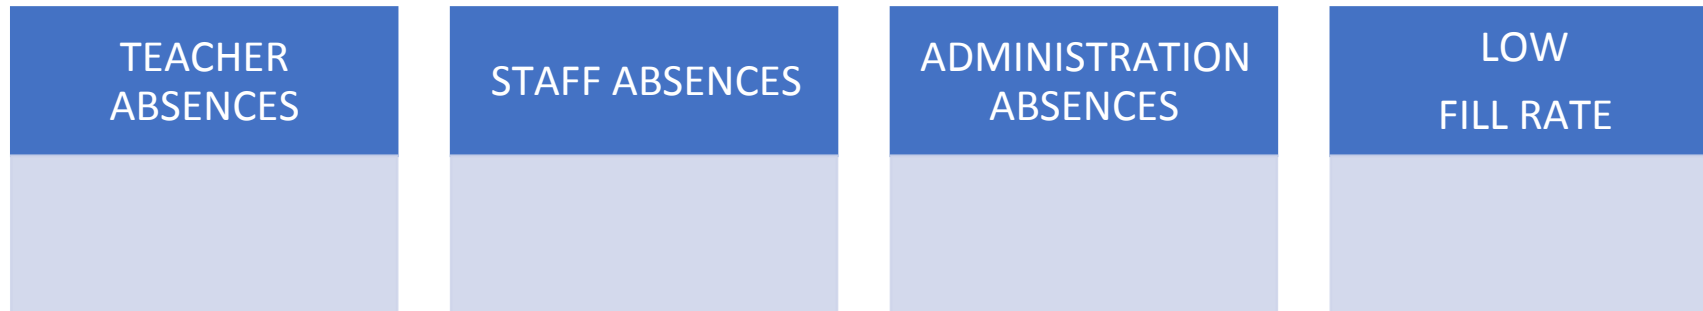 TEACHER
ABSENCES
STAFF ABSENCES
ADMINISTRATION
ABSENCES
LOW
FILL RATE